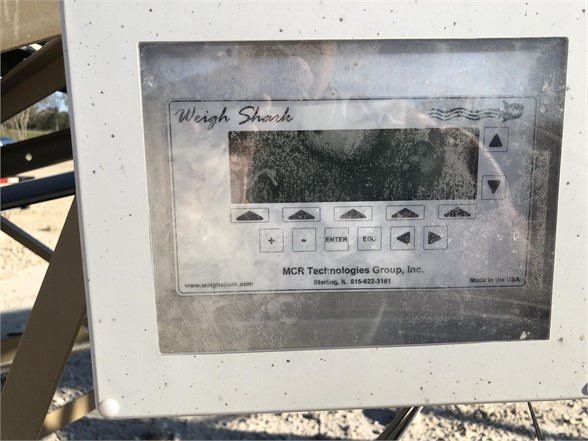 Weigh Shark
+ - ENTER ESC
MCR Technologies Group, Inc.
Sterling, IL 815-622-3181
www.weighshark.com Made in the USA